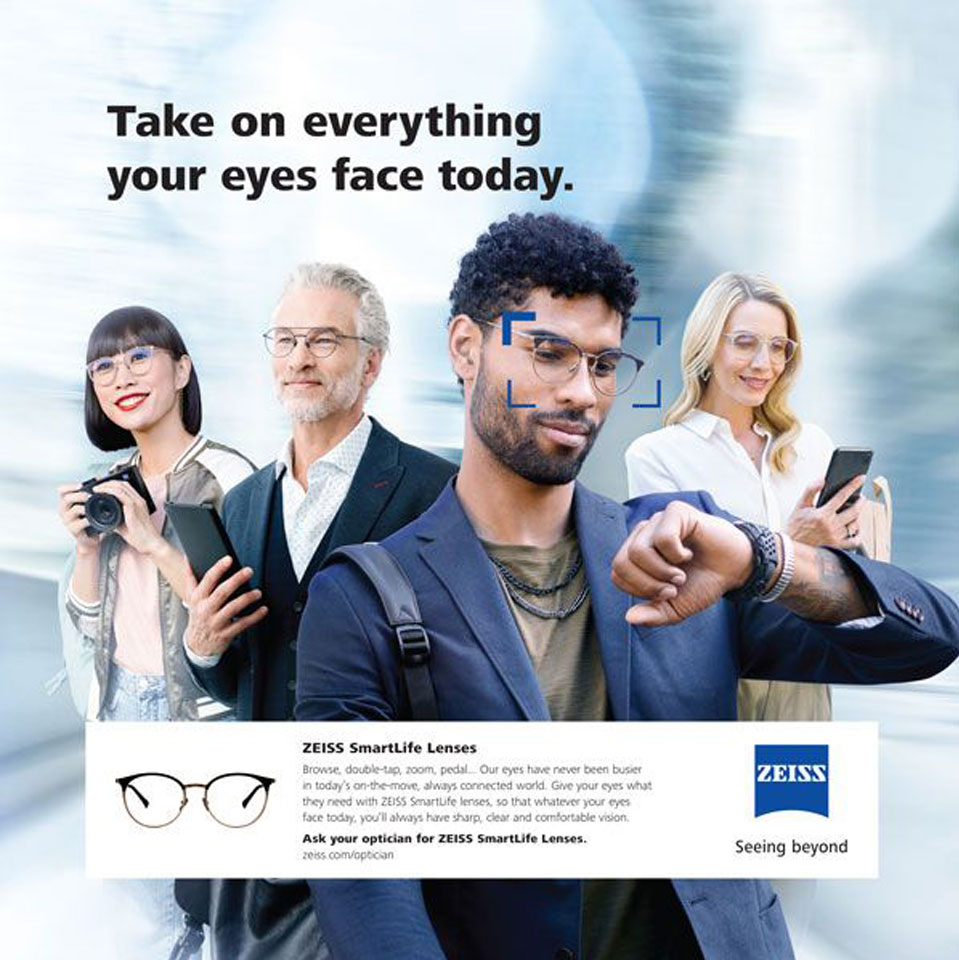 Take on everything
your eyes face today.
ZEISS SmartLife Lenses
Browse, double-tap, zoom, pedal... Our eyes have never been busier
in today's on-the-move, always connected world. Give your eyes what
they need with ZEISS SmartLife lenses, so that whatever your eyes
face today, you'll always have sharp, clear and comfortable vision.
Ask your optician for ZEISS SmartLife Lenses.
zeiss.com/optician
ZEISS
Seeing beyond